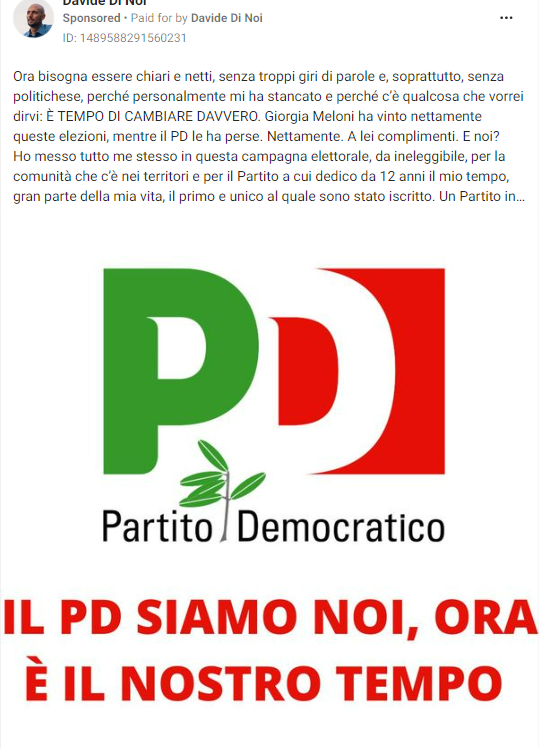 Davide Di Noi
Sponsored • Paid for by Davide Di Noi
ID: 1489588291560231
Ora bisogna essere chiari e netti, senza troppi giri di parole e, soprattutto, senza
politichese, perché personalmente mi ha stancato e perché c'è qualcosa che vorrei
dirvi: È TEMPO DI CAMBIARE DAVVERO. Giorgia Meloni ha vinto nettamente
queste elezioni, mentre il PD le ha perse. Nettamente. A lei complimenti. E noi?
Ho messo tutto me stesso in questa campagna elettorale, da ineleggibile, per la
comunità che c'è nei territori e per il Partito a cui dedico da 12 anni il mio tempo,
gran parte della mia vita, il primo e unico al quale sono stato iscritto. Un Partito in…
PD
Partito Democratico
IL PD SIAMO NOI, ORA
È IL NOSTRO TEMPO